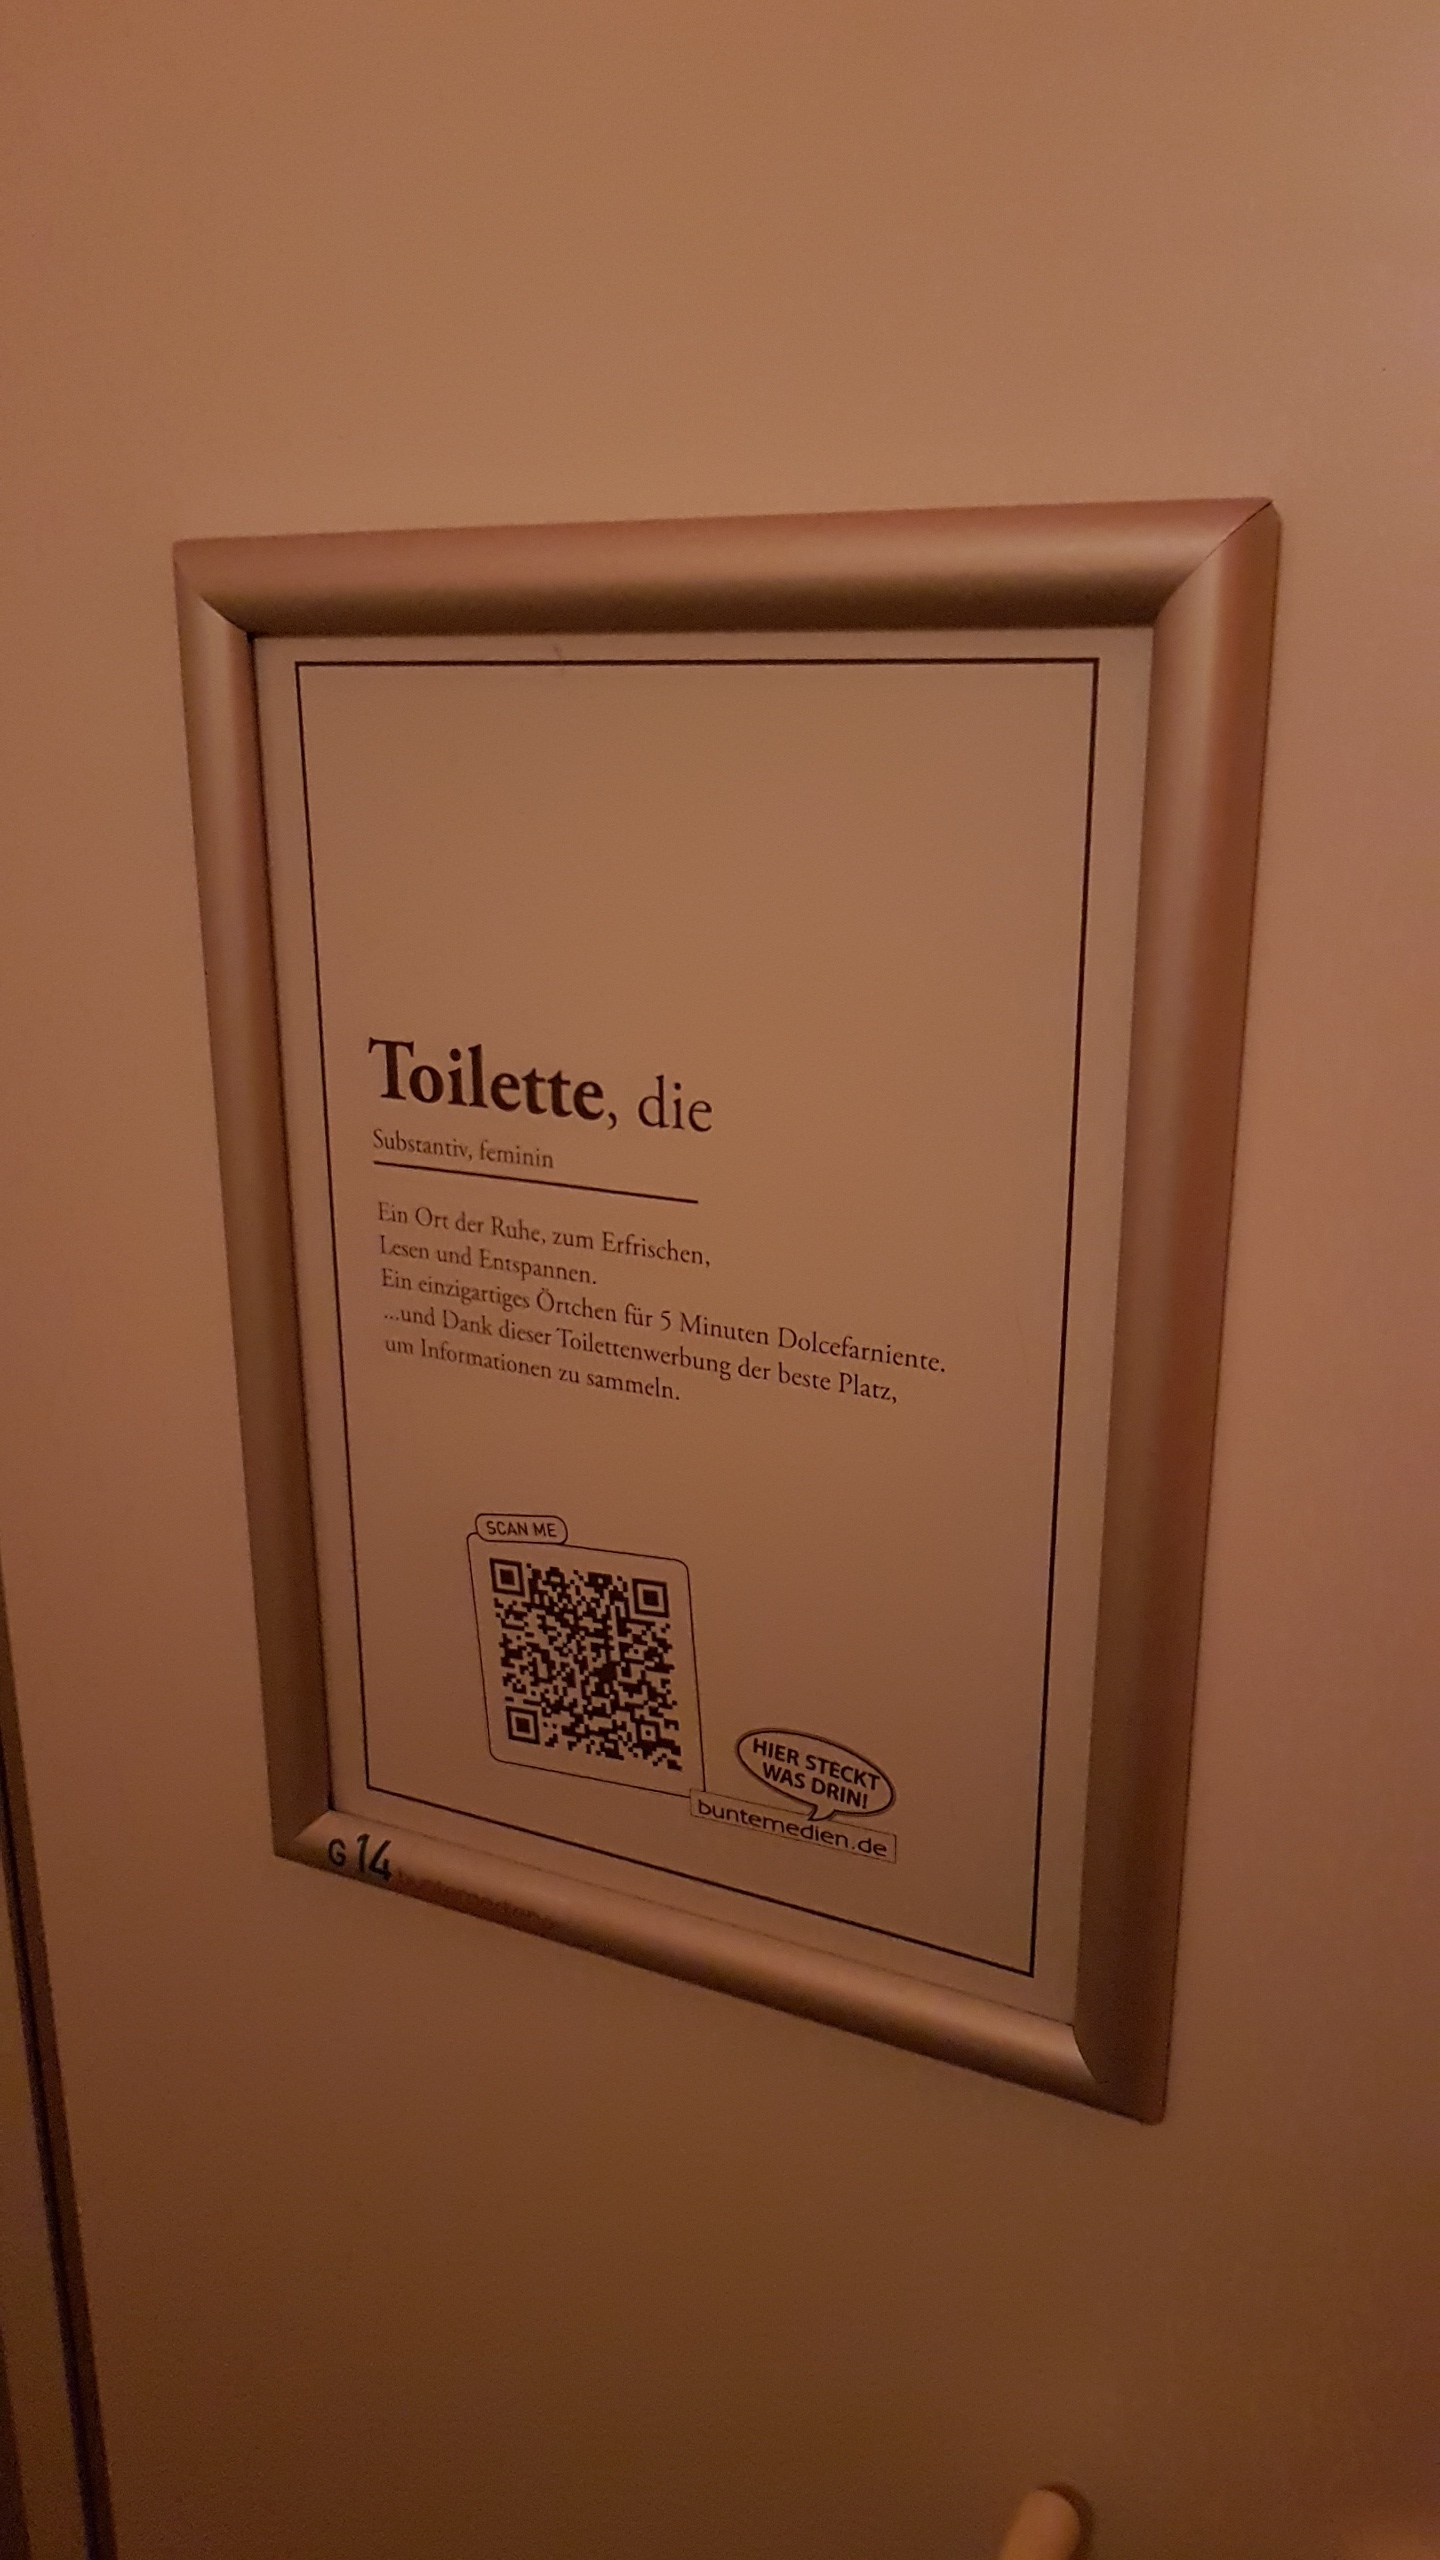 Toilette, die
Substantiv, feminin
Ein Ort der Ruhe, zum Erfrischen,
Lesen und Entspannen.
Ein einzigartiges Örtchen für 5 Minuten Dolcefarniente.
...und Dank dieser Toilettenwerbung der beste Platz,
um Informationen zu sammeln.
SCAN ME
HIER STECKT
WAS DRIN!
buntemedien.de
G 14